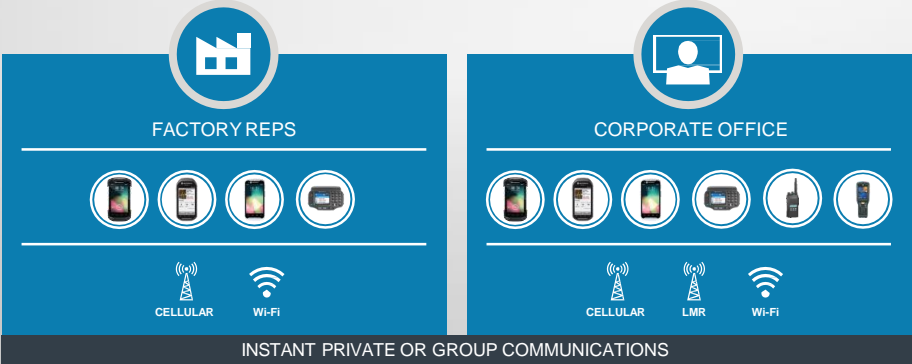 FACTORY REPS
CELLULAR
Wi-Fi
CORPORATE OFFICE
CELLULAR
LMR
Wi-Fi
INSTANT PRIVATE OR GROUP COMMUNICATIONS